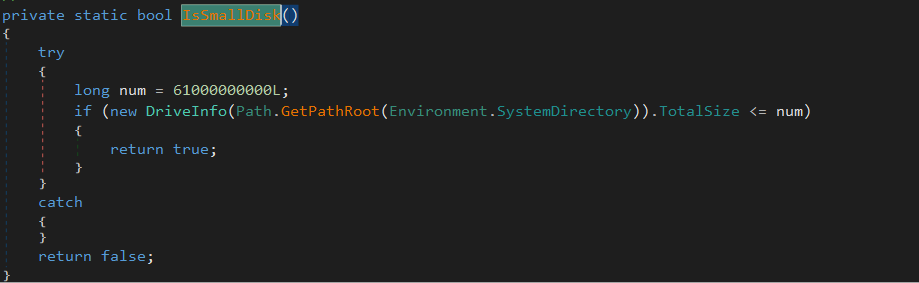 private static bool IsSmallDisk()
{
try
{
long num = 61000000000L;
if (new DriveInfo(Path.GetPathRoot(Environment.SystemDirectory)).TotalSize <= num)
{
return true;
}
}
catch
{
}
return false;
}